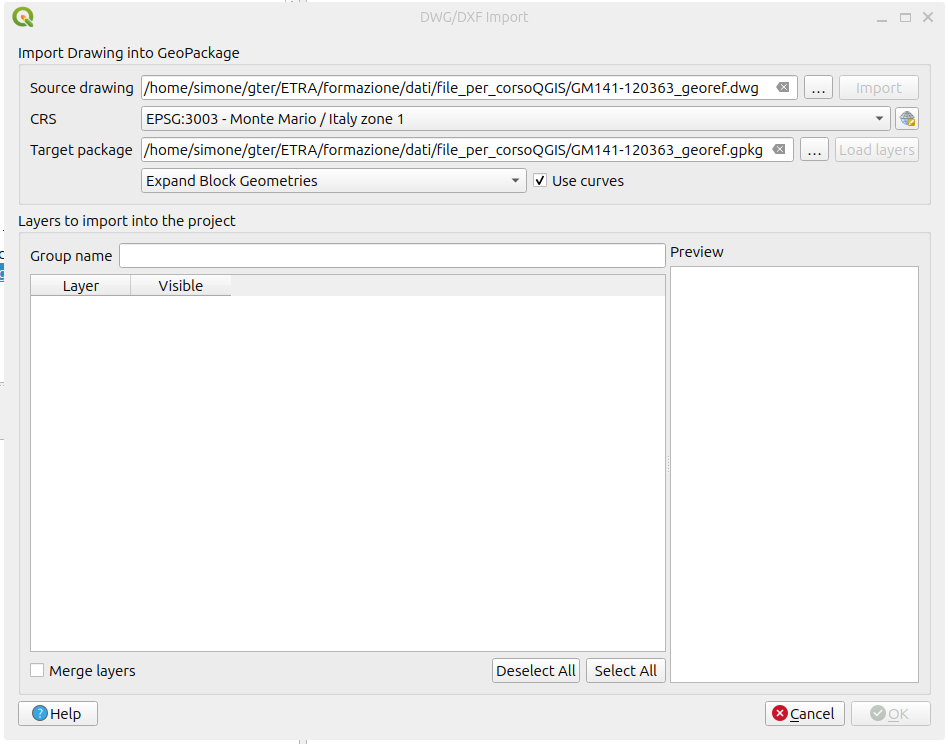 DWG/DXF Import
Import Drawing into GeoPackage
Source drawing /home/simone/gter/ETRA/formazione/dati/file_per_corsoQGIS/GM141-120363_georef.dwg ... Import
CRS EPSG:3003 - Monte Mario / Italy zone 1
Target package /home/simone/gter/ETRA/formazione/dati/file_per_corsoQGIS/GM141-120363_georef.gpkg ... Load layers
Expand Block Geometries Use curves
Layers to import into the project
Group name Preview
Layer Visible
Merge layers Deselect All Select All
Help Cancel OK